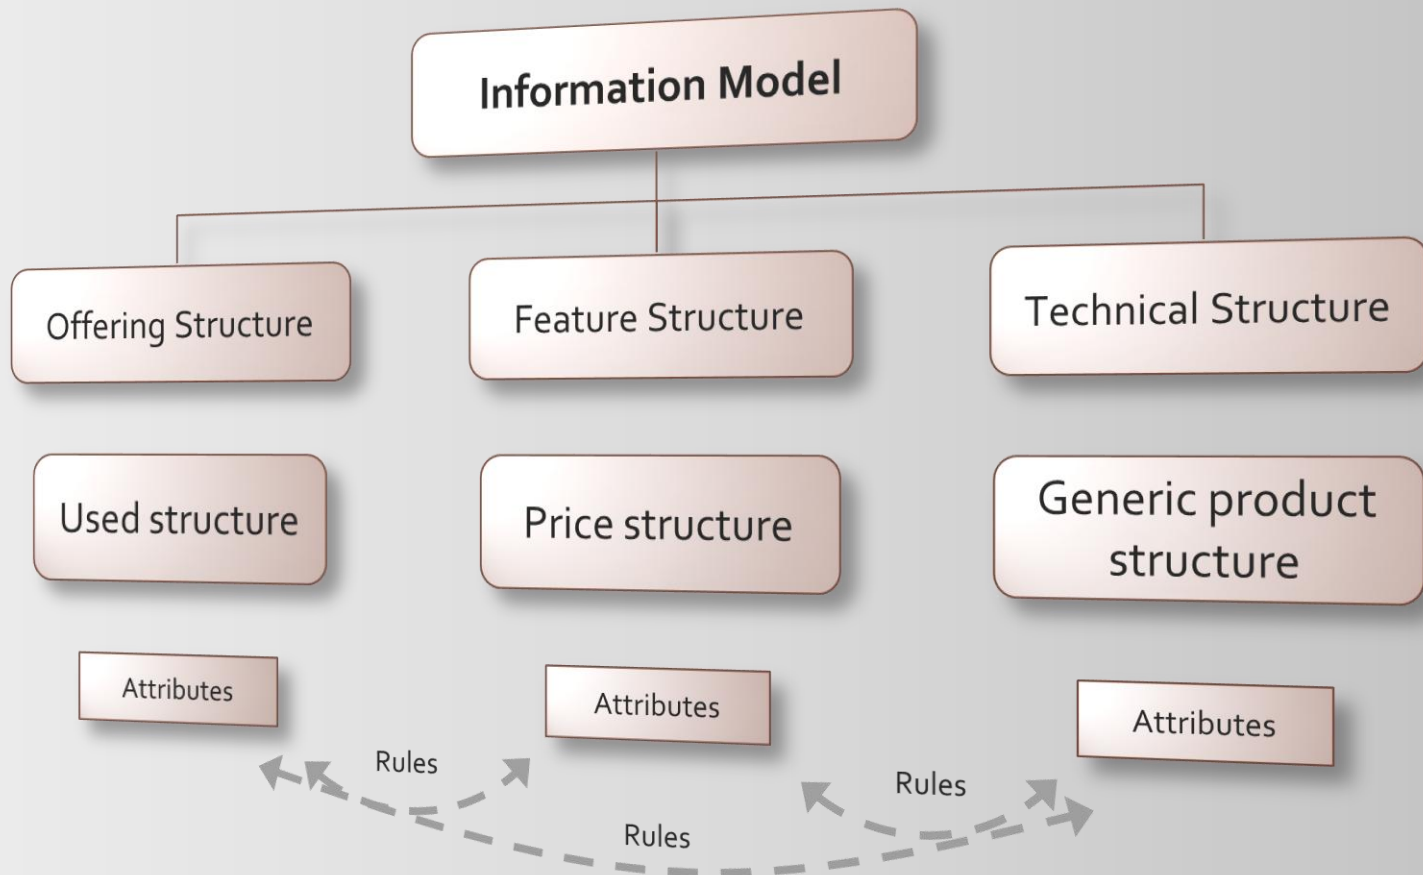 Information Model
Offering Structure
Feature Structure
Technical Structure
Used structure
Price structure
Generic product
structure
Attributes
Attributes
Attributes
Rules
Rules
Rules